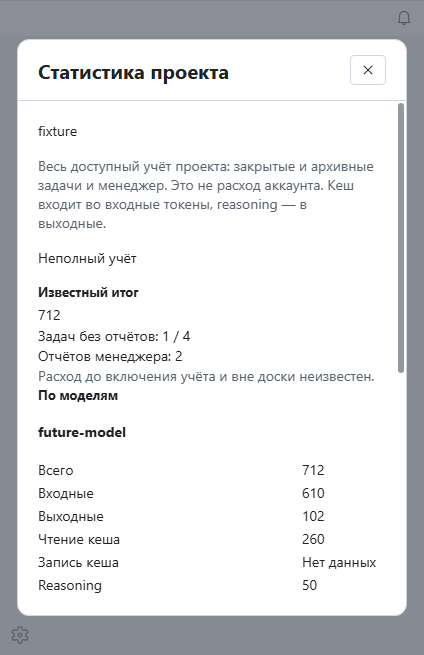 Статистика проекта
fixture
Весь доступный учёт проекта: закрытые и архивные
задачи и менеджер. Это не расход аккаунта. Кеш
входит во входные токены, reasoning — в
выходные.
Неполный учёт
Известный итог
712
Задач без отчётов: 1 / 4
Отчётов менеджера: 2
Расход до включения учёта и вне доски неизвестен.
По моделям
future-model
Всего 712
Входные 610
Выходные 102
Чтение кеша 260
Запись кеша Нет данных
Reasoning 50